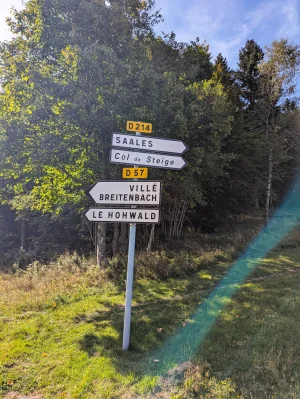 D 214
SAALES
Col de Steige
D 57
VILLÉ
BREITENBACH
LE HOHWALD